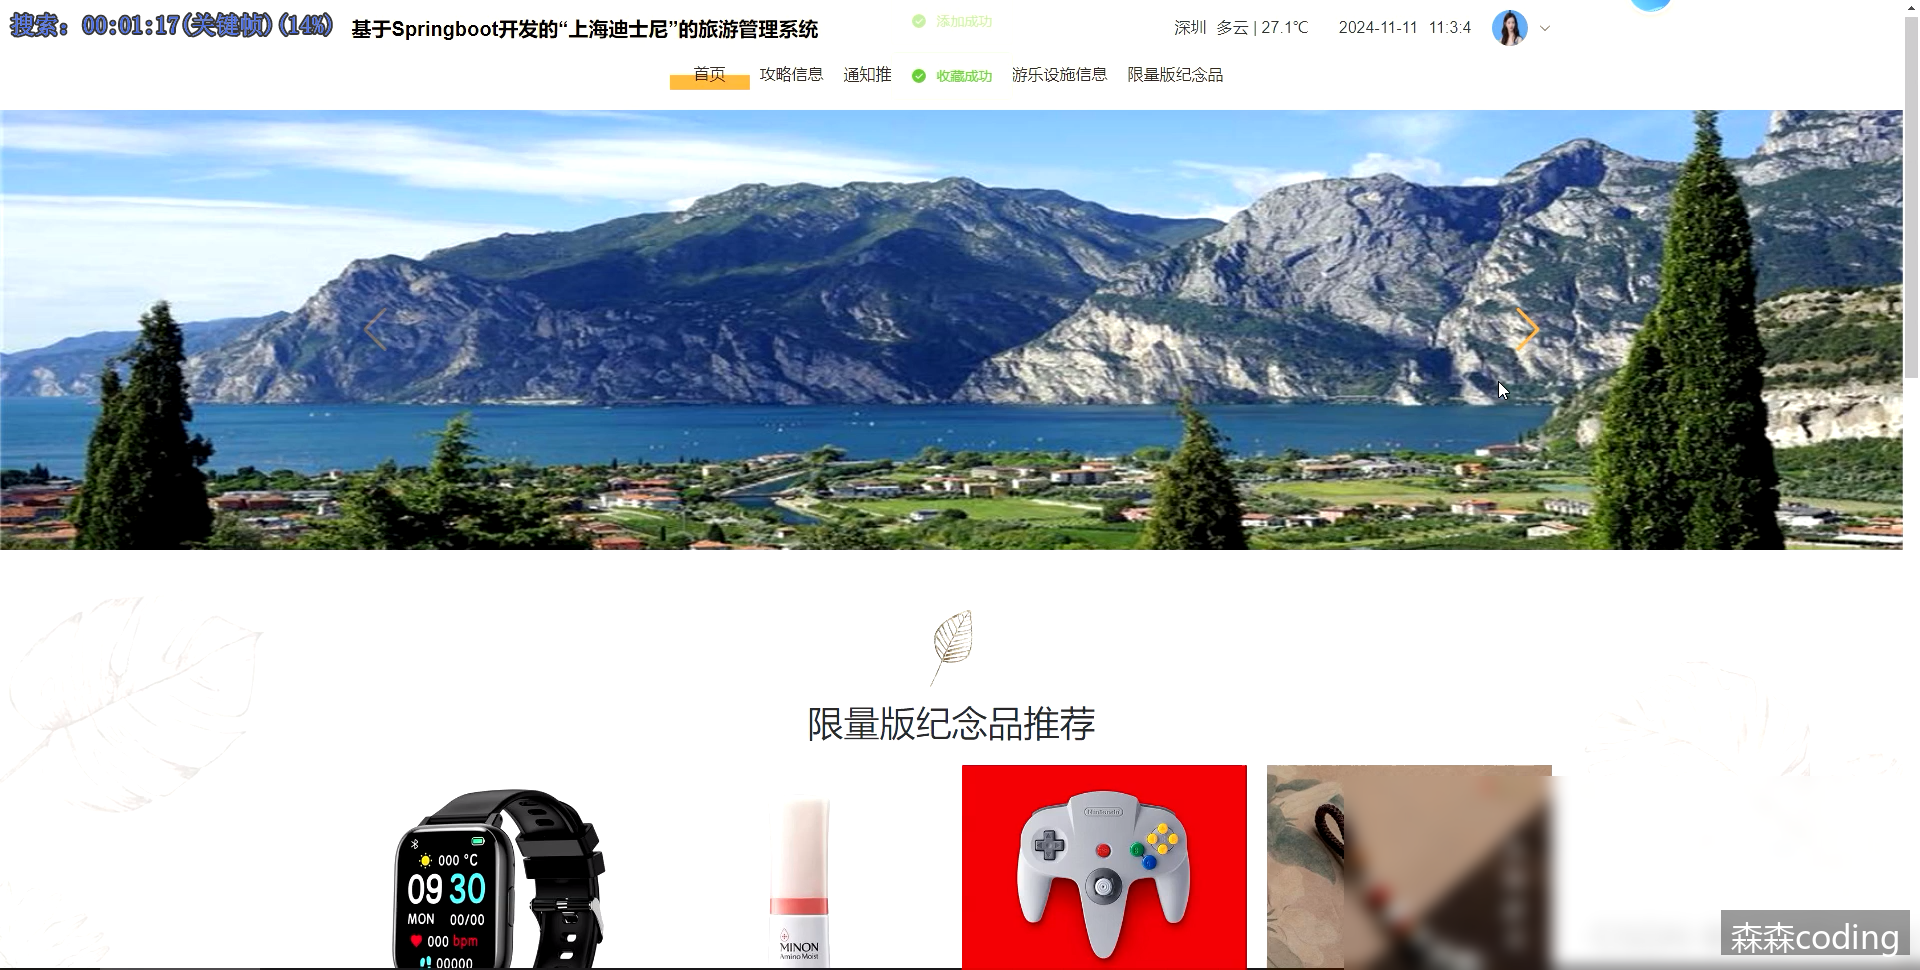 搜索: 00:01:17(关键帧)(14%)
基于Springboot开发的“上海迪士尼”的旅游管理系统
添加成功
深圳 多云 | 27.1℃ 2024-11-11 11:3:4
首页 攻略信息 通知推 收藏成功 游乐设施信息 限量版纪念品
限量版纪念品推荐
000 °C
09 30
MON 00/00
000 bpm
00000
MINON
Amino Moist
Nintendo
森森coding